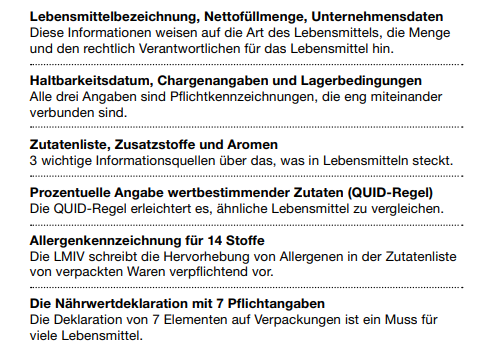 Lebensmittelbezeichnung, Nettofüllmenge, Unternehmensdaten
Diese Informationen weisen auf die Art des Lebensmittels, die Menge
und den rechtlich Verantwortlichen für das Lebensmittel hin.
Haltbarkeitsdatum, Chargenangaben und Lagerbedingungen
Alle drei Angaben sind Pflichtkennzeichnungen, die eng miteinander
verbunden sind.
Zutatenliste, Zusatzstoffe und Aromen
3 wichtige Informationsquellen über das, was in Lebensmitteln steckt.
Prozentuelle Angabe wertbestimmender Zutaten (QUID-Regel)
Die QUID-Regel erleichtert es, ähnliche Lebensmittel zu vergleichen.
Allergenkennzeichnung für 14 Stoffe
Die LMIV schreibt die Hervorhebung von Allergenen in der Zutatenliste
von verpackten Waren verpflichtend vor.
Die Nährwertdeklaration mit 7 Pflichtangaben
Die Deklaration von 7 Elementen auf Verpackungen ist ein Muss für
viele Lebensmittel.